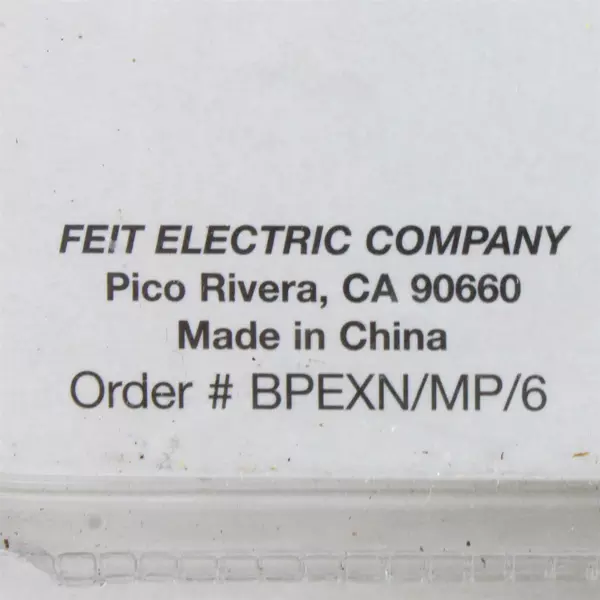 FEIT ELECTRIC COMPANY
Pico Rivera, CA 90660
Made in China
Order # BPEXN/MP/6